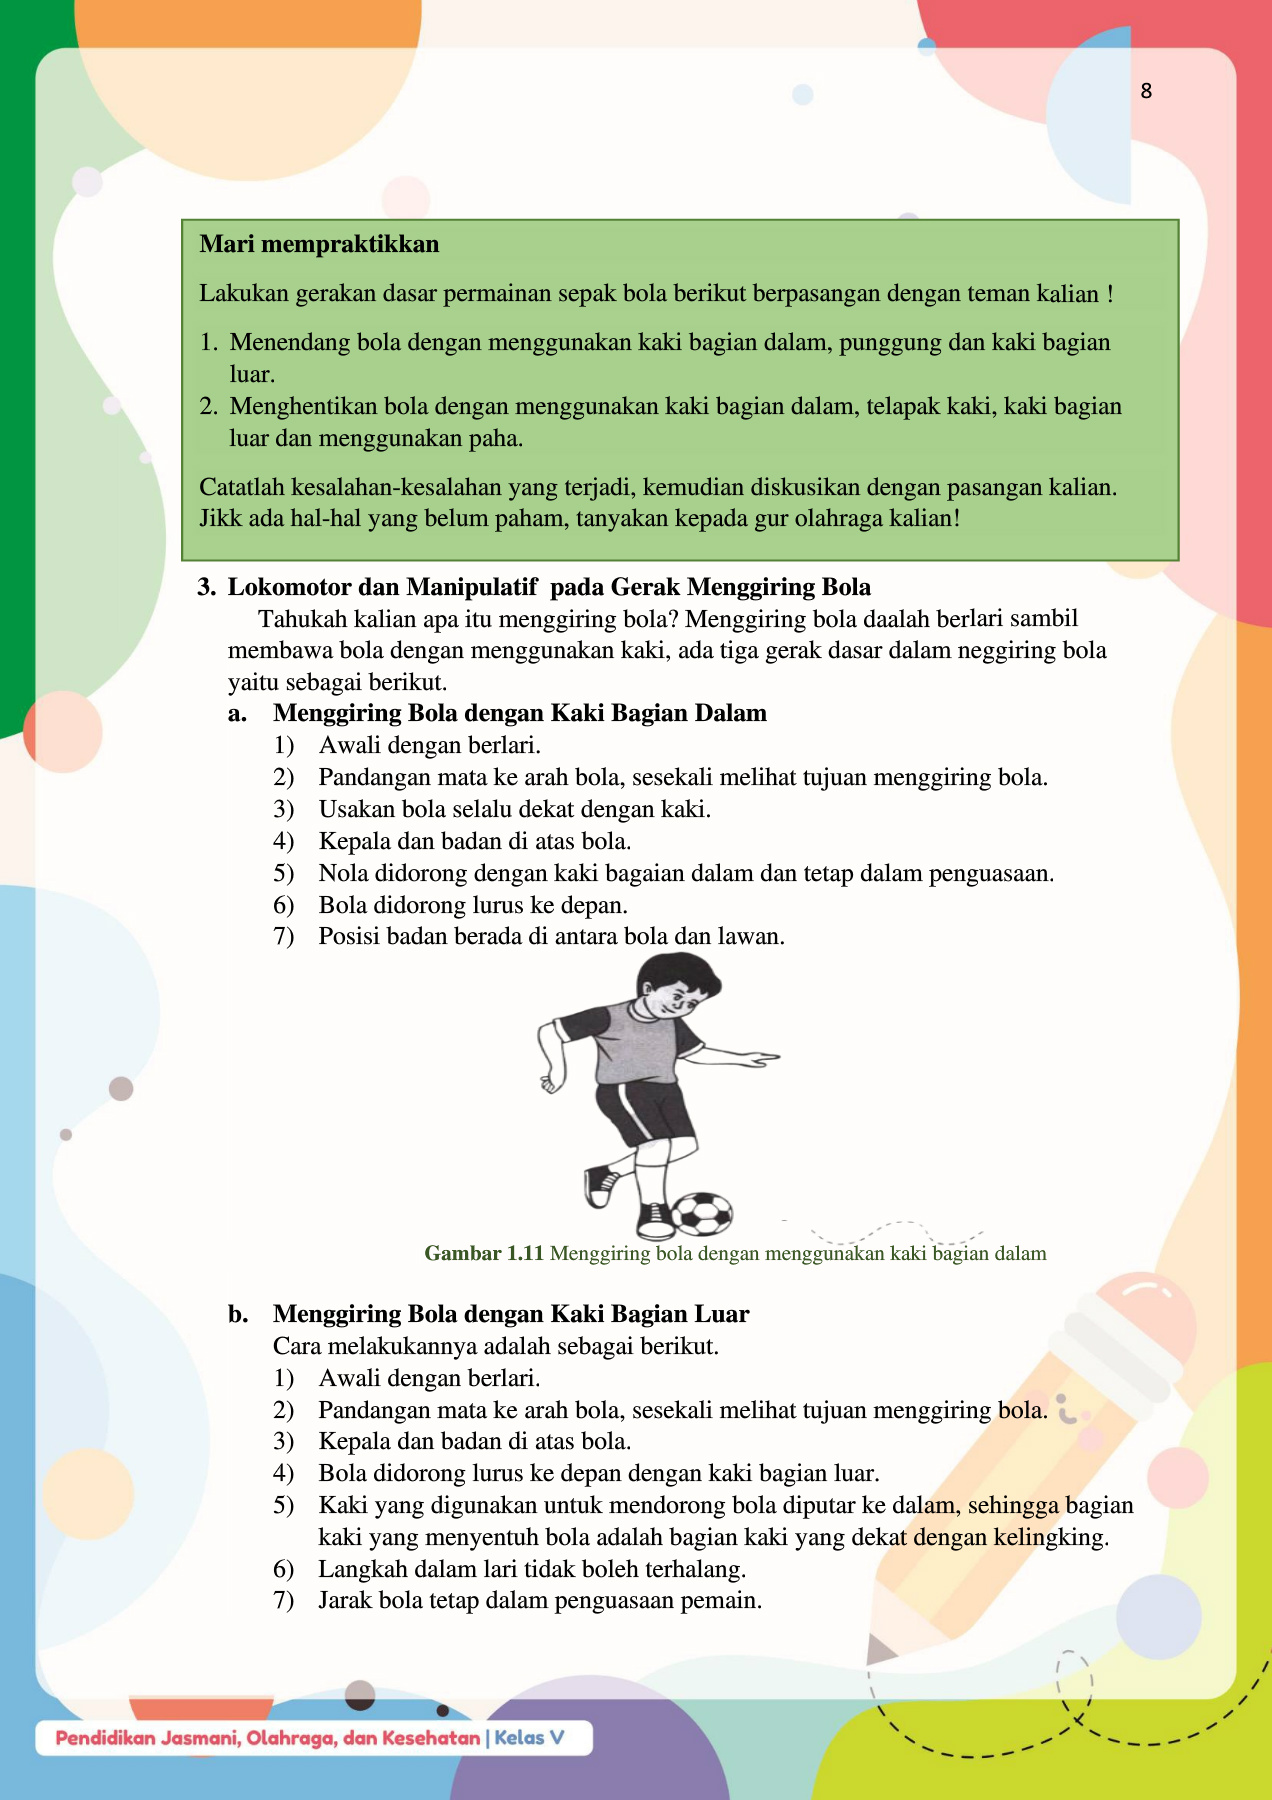 8
Mari mempraktikkan
Lakukan gerakan dasar permainan sepak bola berikut berpasangan dengan teman kalian !
1. Menendang bola dengan menggunakan kaki bagian dalam, punggung dan kaki bagian
luar.
2. Menghentikan bola dengan menggunakan kaki bagian dalam, telapak kaki, kaki bagian
luar dan menggunakan paha.
Catatlah kesalahan-kesalahan yang terjadi, kemudian diskusikan dengan pasangan kalian.
Jikk ada hal-hal yang belum paham, tanyakan kepada gur olahraga kalian!
3. Lokomotor dan Manipulatif pada Gerak Menggiring Bola
Tahukah kalian apa itu menggiring bola? Menggiring bola daalah berlari sambil
membawa bola dengan menggunakan kaki, ada tiga gerak dasar dalam neggiring bola
yaitu sebagai berikut.
a. Menggiring Bola dengan Kaki Bagian Dalam
1) Awali dengan berlari.
2) Pandangan mata ke arah bola, sesekali melihat tujuan menggiring bola.
3) Usakan bola selalu dekat dengan kaki.
4) Kepala dan badan di atas bola.
5) Nola didorong dengan kaki bagaian dalam dan tetap dalam penguasaan.
6) Bola didorong lurus ke depan.
7) Posisi badan berada di antara bola dan lawan.
Gambar 1.11 Menggiring bola dengan menggunakan kaki bagian dalam
b. Menggiring Bola dengan Kaki Bagian Luar
Cara melakukannya adalah sebagai berikut.
1) Awali dengan berlari.
2) Pandangan mata ke arah bola, sesekali melihat tujuan menggiring bola.
3) Kepala dan badan di atas bola.
4) Bola didorong lurus ke depan dengan kaki bagian luar.
5) Kaki yang digunakan untuk mendorong bola diputar ke dalam, sehingga bagian
kaki yang menyentuh bola adalah bagian kaki yang dekat dengan kelingking.
6) Langkah dalam lari tidak boleh terhalang.
7) Jarak bola tetap dalam penguasaan pemain.
Pendidikan Jasmani, Olahraga, dan Kesehatan | Kelas V